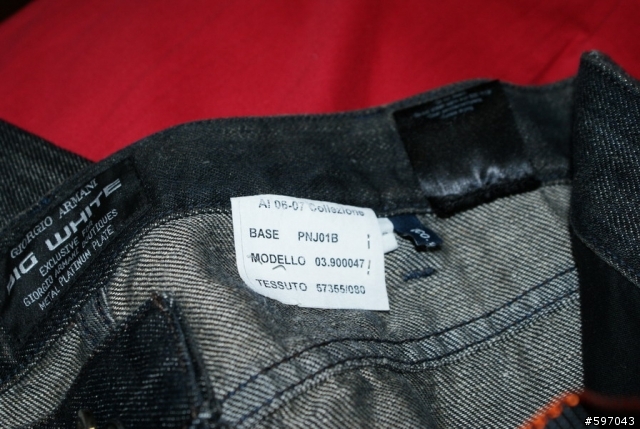 GIORGIO ARMANI
BIG WHITE
EXCLUSIVE BOUTIQUES
GIORGIO ARMANI
METAL PLATINUM PLATE
AI 06-07 Collezione
BASE PNJ01B
MODELLO 03.900047
TESSUTO 57355/080
#597043